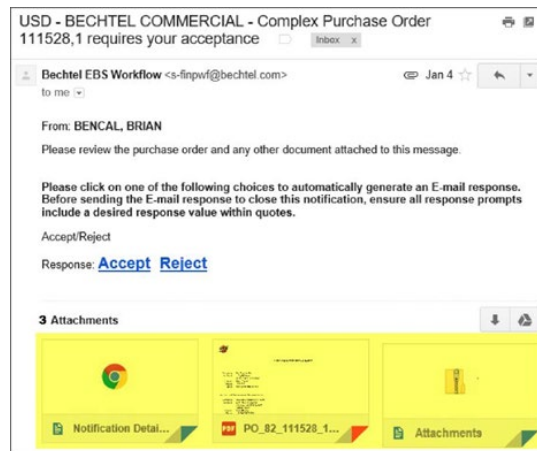 USD - BECHTEL COMMERCIAL - Complex Purchase Order
111528,1 requires your acceptance Inbox x
Bechtel EBS Workflow <s-finpwf@bechtel.com> Jan 4
to me
From: BENCAL, BRIAN
Please review the purchase order and any other document attached to this message.
Please click on one of the following choices to automatically generate an E-mail response.
Before sending the E-mail response to close this notification, ensure all response prompts
include a desired response value within quotes.
Accept/Reject
Response: Accept Reject
3 Attachments
Notification Detai... PDF PO_82_111528_1... Attachments